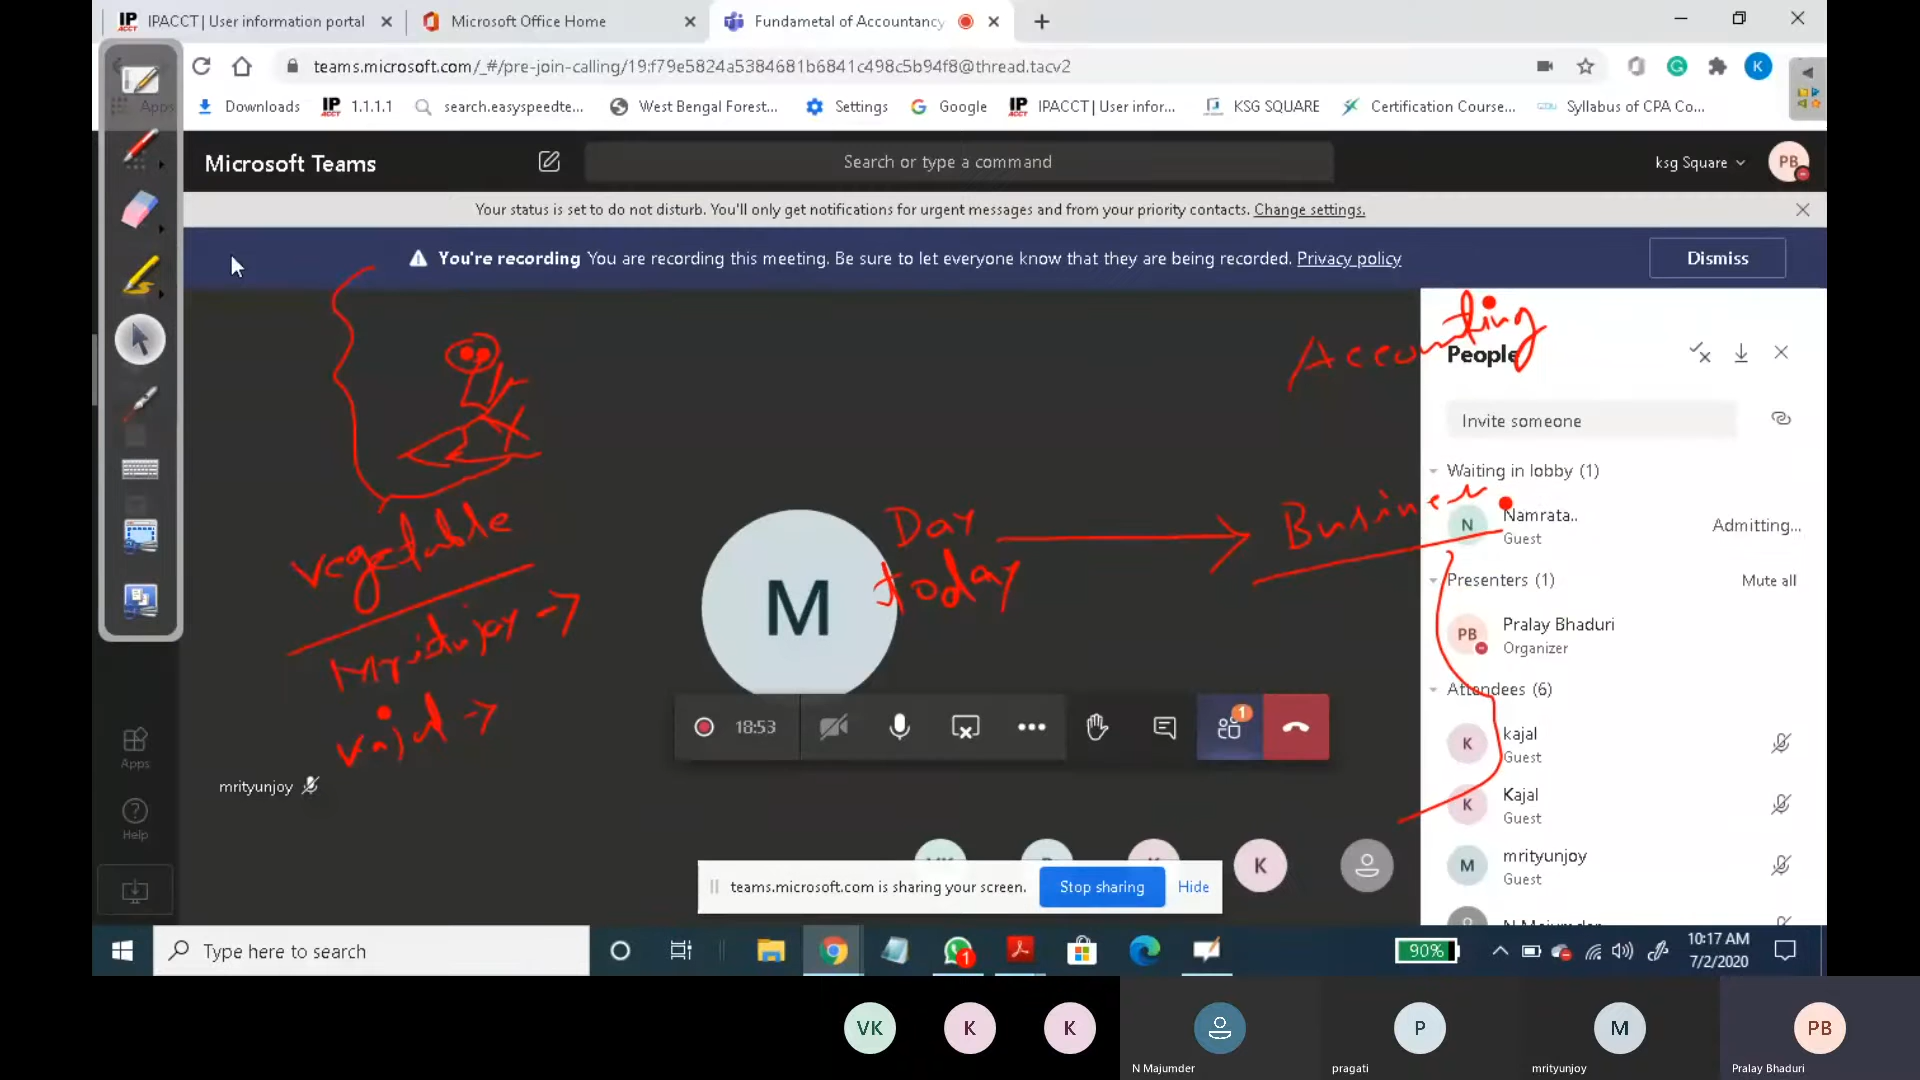 IPACCT | User information portal
Microsoft Office Home
Fundametal of Accountancy
teams.microsoft.com/_#/pre-join-calling/19:f79e5824a5384681b6841c498c5b94f8@thread.tacv2
K
Apps
Downloads
1.1.1.1
search.easyspeedte...
West Bengal Forest...
Settings
Google
IPACCT | User infor...
KSG SQUARE
Certification Course...
Syllabus of CPA Co...
Microsoft Teams
Search or type a command
ksg Square
PB
Your status is set to do not disturb. You'll only get notifications for urgent messages and from your priority contacts. Change settings.
You're recording You are recording this meeting. Be sure to let everyone know that they are being recorded. Privacy policy
Dismiss
Accounting
People
Invite someone
Waiting in lobby (1)
N
Namrata..
Guest
Admitting...
Presenters (1)
Mute all
PB
Pralay Bhaduri
Organizer
Attendees (6)
K
kajal
Guest
K
Kajal
Guest
M
mrityunjoy
Guest
N Majumder
vegetable
Mridujoy ->
M
Day
today
Busines
18:53
1
mrityunjoy
Apps
Help
K
teams.microsoft.com is sharing your screen.
Stop sharing
Hide
Type here to search
1
90%
10:17 AM
7/2/2020
VK
K
K
P
M
PB
N Majumder
pragati
mrityunjoy
Pralay Bhaduri